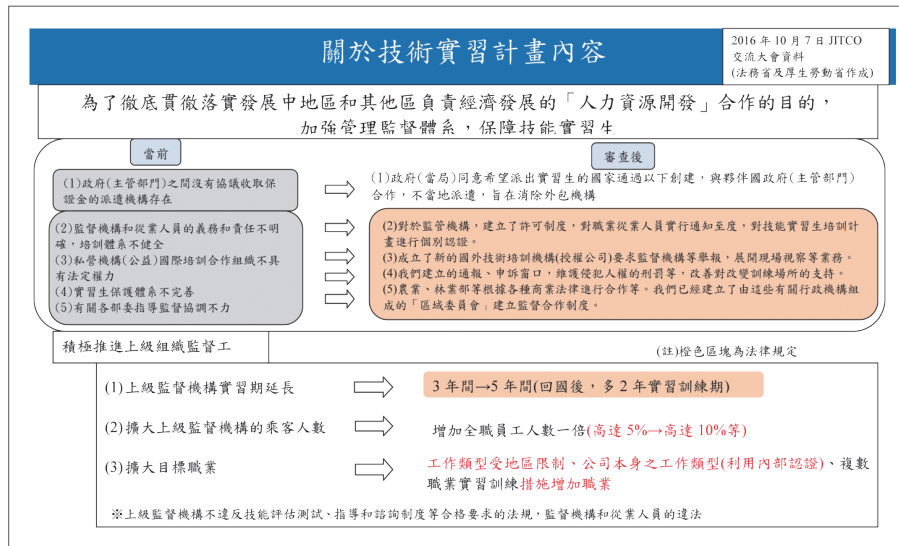 關於技術實習計畫內容
2016 年 10 月 7 日 JITCO
交流大會資料
(法務省及厚生勞動省作成)
為了徹底貫徹落實發展中地區和其他區負責經濟發展的「人力資源開發」合作的目的，
加強管理監督體系，保障技能實習生
當前
審查後
(1)政府(主管部門)之間沒有協議收取保
證金的派遣機構存在
(1)政府(當局)同意希望派出實習生的國家通過以下創建，與夥伴國政府(主管部門)
合作，不當地派遣，旨在消除外包機構
(2)監督機構和從業人員的義務和責任不明
確，培訓體系不健全
(3)私營機構(公益)國際培訓合作組織不具
有法定權力
(4)實習生保護體系不完善
(5)有關各部委指導監督協調不力
(2)對於監管機構，建立了許可制度，對職業從業人員實行通知至度，對技能實習生培訓計
畫進行個別認證。
(3)成立了新的國外技術培訓機構(授權公司)要求監督機構等舉報，展開現場視察等業務。
(4)我們建立的通報、申訴窗口，維護侵犯人權的刑罰等，改善對改變訓練場所的支持。
(5)農業、林業部等根據各種商業法律進行合作等。我們已經建立了由這些有關行政機構組
成的「區域委員會」建立監督合作制度。
積極推進上級組織監督工
(註)橙色區塊為法律規定
(1)上級監督機構實習期延長
3 年間→5 年間(回國後，多 2 年實習訓練期)
(2)擴大上級監督機構的乘客人數
增加全職員工人數一倍(高達 5%→高達 10%等)
(3)擴大目標職業
工作類型受地區限制、公司本身之工作類型(利用內部認證)、複數
職業實習訓練措施增加職業
※上級監督機構不違反技能評估測試、指導和諮詢制度等合格要求的法規，監督機構和從業人員的違法